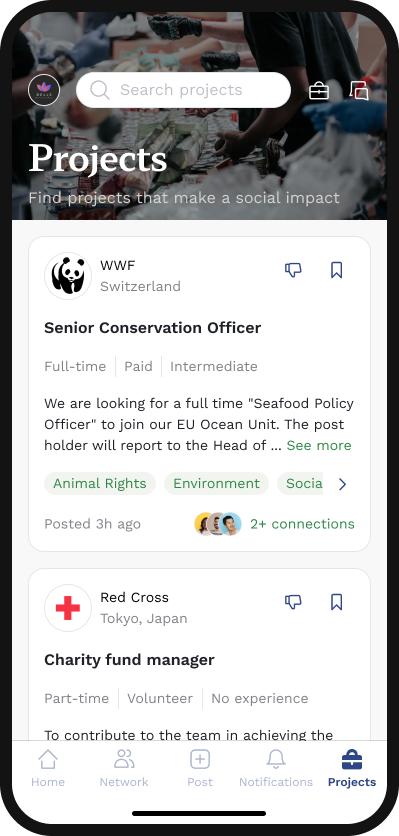 Search projects
Projects
Find projects that make a social impact
WWF
Switzerland
Senior Conservation Officer
Full-time Paid Intermediate
We are looking for a full time "Seafood Policy
Officer" to join our EU Ocean Unit. The post
holder will report to the Head of ... See more
Animal Rights Environment Socia
Posted 3h ago 2+ connections
Red Cross
Tokyo, Japan
Charity fund manager
Part-time Volunteer No experience
To contribute to the team in achieving the
Home Network Post Notifications Projects